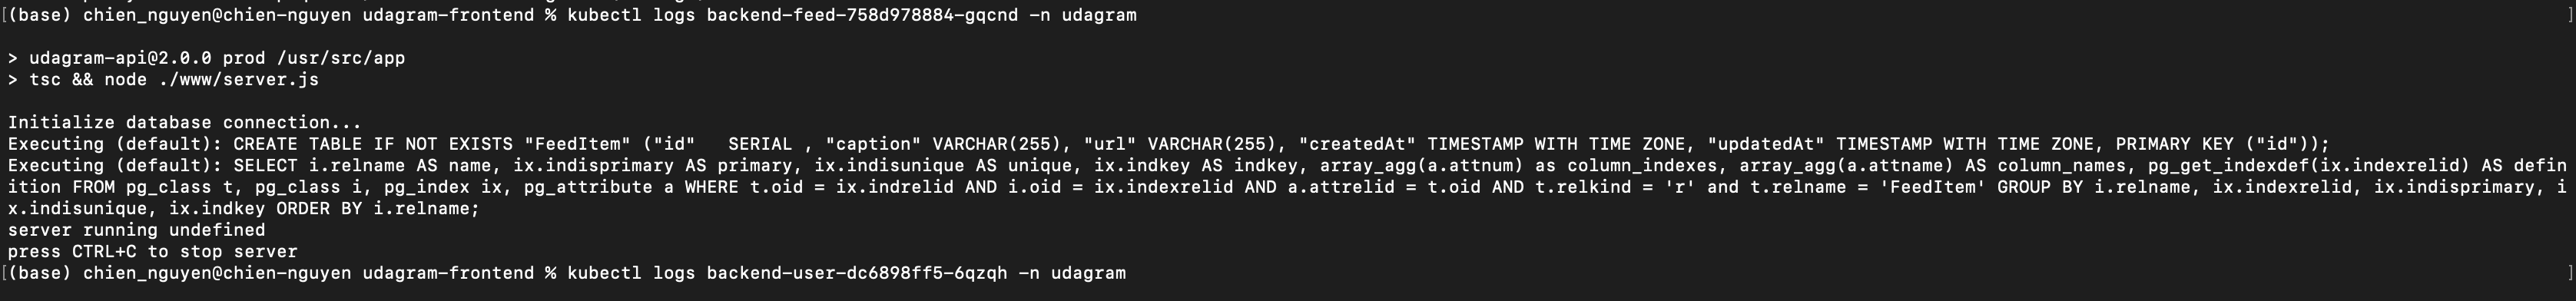 [(base) chien_nguyen@chien-nguyen udagram-frontend % kubectl logs backend-feed-758d978884-gqcnd -n udagram ]
> udagram-api@2.0.0 prod /usr/src/app
> tsc && node ./www/server.js
Initialize database connection...
Executing (default): CREATE TABLE IF NOT EXISTS "FeedItem" ("id"   SERIAL , "caption" VARCHAR(255), "url" VARCHAR(255), "createdAt" TIMESTAMP WITH TIME ZONE, "updatedAt" TIMESTAMP WITH TIME ZONE, PRIMARY KEY ("id"));
Executing (default): SELECT i.relname AS name, ix.indisprimary AS primary, ix.indisunique AS unique, ix.indkey AS indkey, array_agg(a.attnum) as column_indexes, array_agg(a.attname) AS column_names, pg_get_indexdef(ix.indexrelid) AS defin
ition FROM pg_class t, pg_class i, pg_index ix, pg_attribute a WHERE t.oid = ix.indrelid AND i.oid = ix.indexrelid AND a.attrelid = t.oid AND t.relkind = 'r' and t.relname = 'FeedItem' GROUP BY i.relname, ix.indexrelid, ix.indisprimary, i
x.indisunique, ix.indkey ORDER BY i.relname;
server running undefined
press CTRL+C to stop server
[(base) chien_nguyen@chien-nguyen udagram-frontend % kubectl logs backend-user-dc6898ff5-6qzqh -n udagram ]